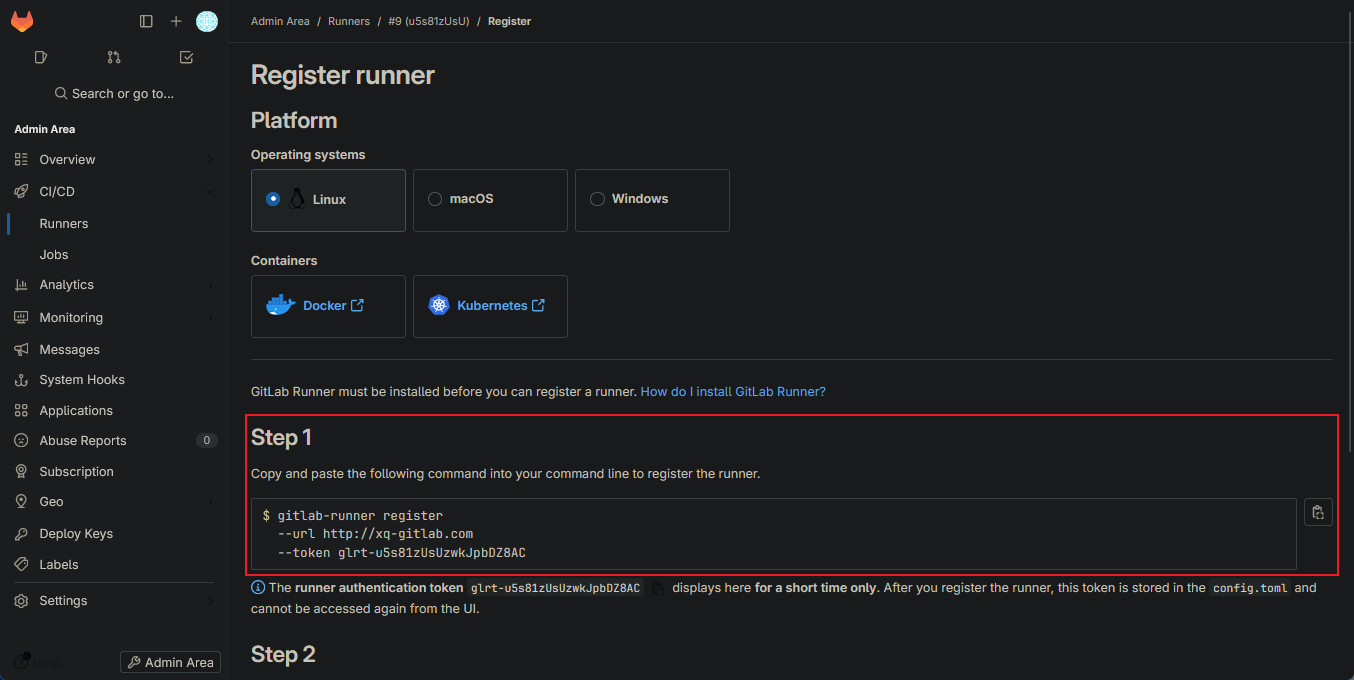 Admin Area / Runners / #9 (u5s81zUsU) / Register
Search or go to...
Admin Area
Overview
CI/CD
Runners
Jobs
Analytics
Monitoring
Messages
System Hooks
Applications
Abuse Reports 0
Subscription
Geo
Deploy Keys
Labels
Settings
Help
Admin Area
Register runner
Platform
Operating systems
Linux
macOS
Windows
Containers
Docker
Kubernetes
GitLab Runner must be installed before you can register a runner. How do I install GitLab Runner?
Step 1
Copy and paste the following command into your command line to register the runner.
$ gitlab-runner register
--url http://xq-gitlab.com
--token glrt-u5s81zUsUzwkJpbDZ8AC
The runner authentication token glrt-u5s81zUsUzwkJpbDZ8AC displays here for a short time only. After you register the runner, this token is stored in the config.toml and
cannot be accessed again from the UI.
Step 2